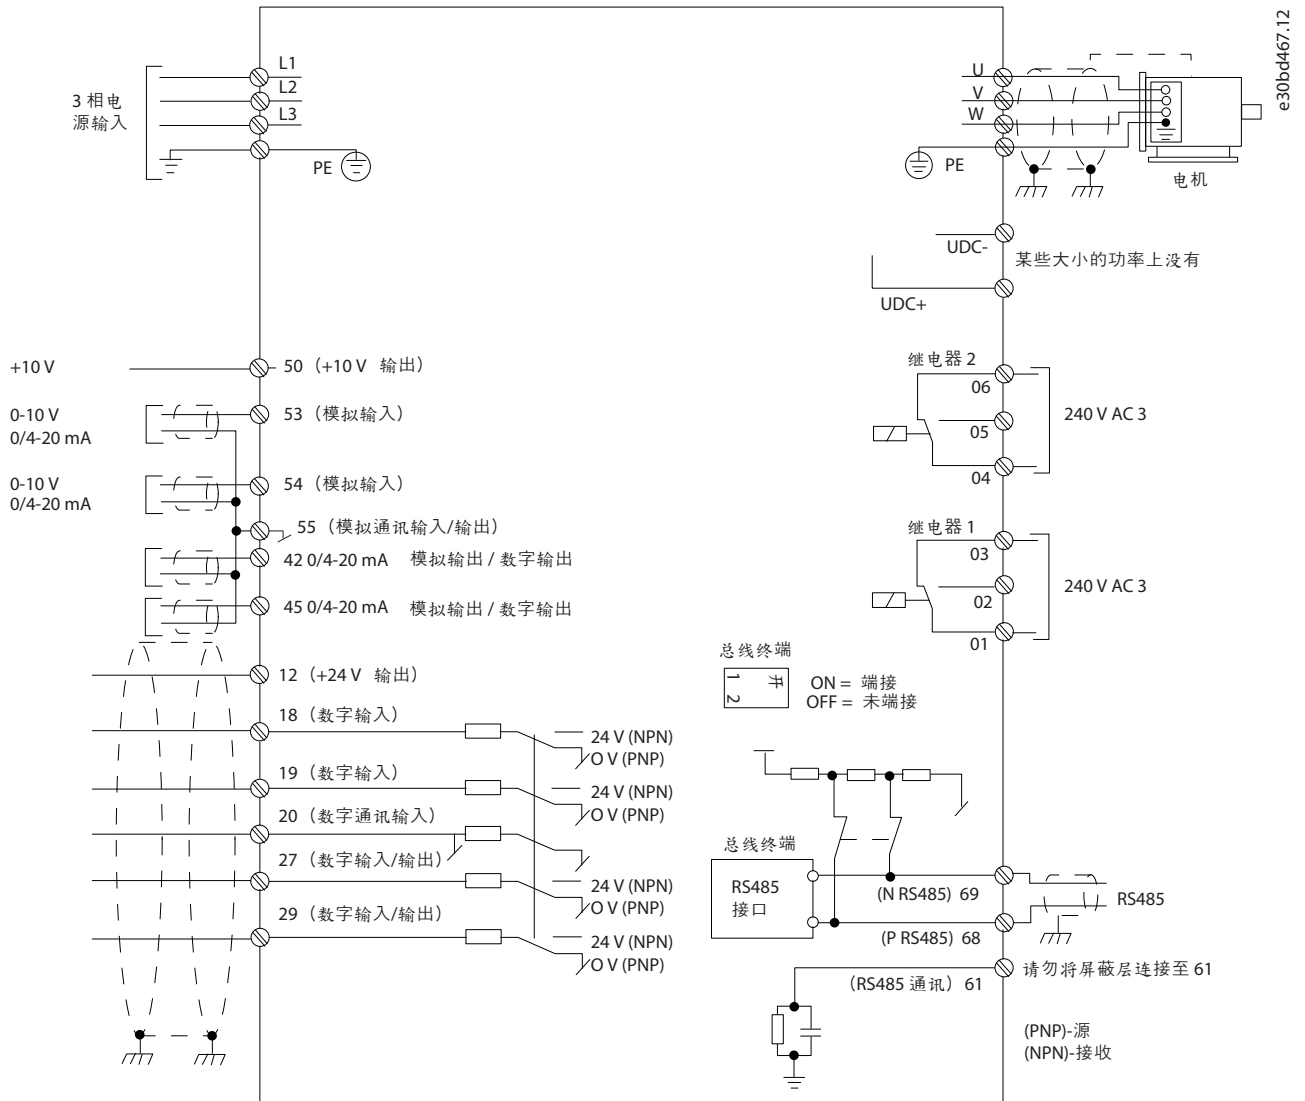 e30bd467.12
3 相电
源输入
L1
L2
L3
PE
U
V
W
PE
电机
UDC-
某些大小的功率上没有
UDC+
+10 V
50（+10 V 输出）
0-10 V
0/4-20 mA
53（模拟输入）
0-10 V
0/4-20 mA
54（模拟输入）
55（模拟通讯输入/输出）
42 0/4-20 mA 模拟输出 / 数字输出
45 0/4-20 mA 模拟输出 / 数字输出
12（+24 V 输出）
18（数字输入）
24 V (NPN)
O V (PNP)
19（数字输入）
24 V (NPN)
O V (PNP)
20（数字通讯输入）
27（数字输入/输出）
24 V (NPN)
O V (PNP)
29（数字输入/输出）
24 V (NPN)
O V (PNP)
继电器 2
06
05
04
240 V AC 3
继电器 1
03
02
01
240 V AC 3
总线终端
1
2
开
ON = 端接
OFF = 未端接
总线终端
RS485
接口
(N RS485) 69
(P RS485) 68
RS485
(RS485 通讯）61
请勿将屏蔽层连接至 61
(PNP)-源
(NPN)-接收